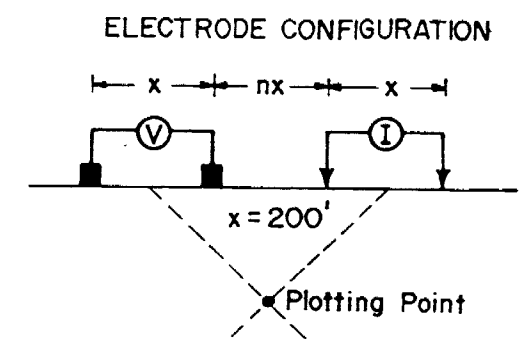 ELECTRODE CONFIGURATION
x nx x
V I
x = 200'
Plotting Point